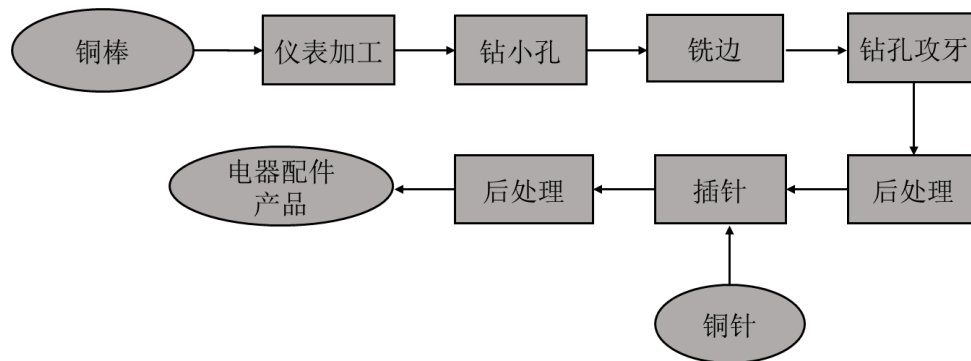 铜棒
仪表加工
钻小孔
铣边
钻孔攻牙
后处理
插针
后处理
电器配件
产品
铜针